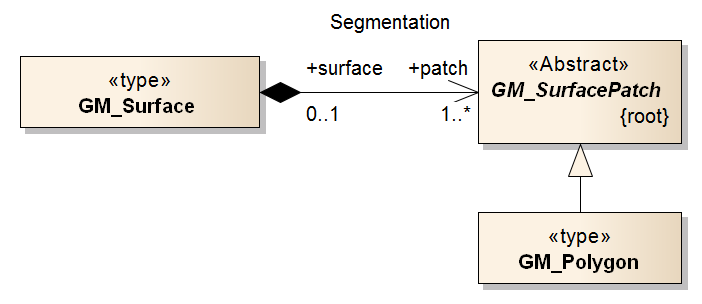 Segmentation
«type»
GM_Surface
+surface
+patch
0..1
1..*
«Abstract»
GM_SurfacePatch
{root}
«type»
GM_Polygon